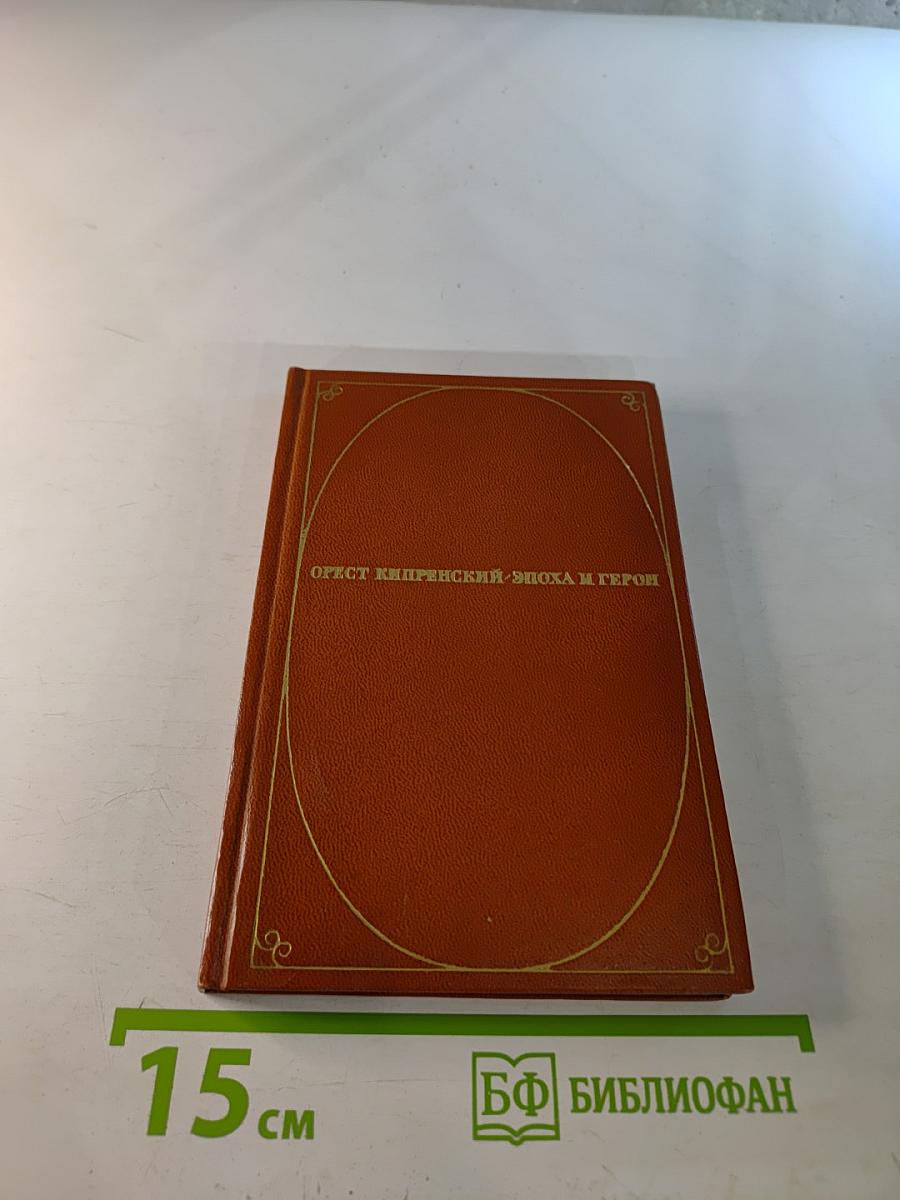 ОРЕСТ КИПРЕНСКИЙ·ЭПОХА И ГЕРОИ
15 см
БФ БИБЛИОФАН